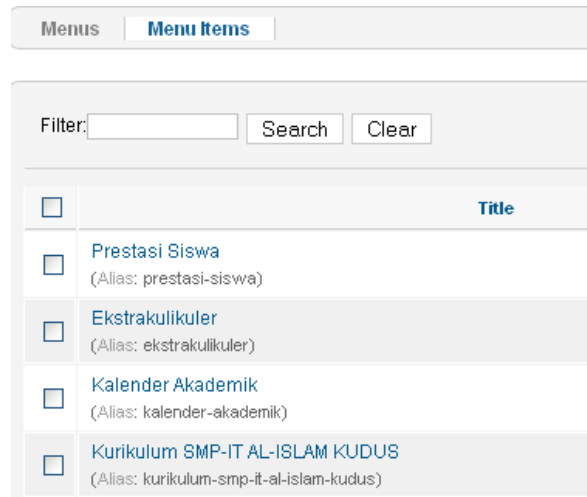 Menus Menu Items
Filter: Search Clear
Title
Prestasi Siswa
(Alias: prestasi-siswa)
Ekstrakulikuler
(Alias: ekstrakulikuler)
Kalender Akademik
(Alias: kalender-akademik)
Kurikulum SMP-IT AL-ISLAM KUDUS
(Alias: kurikulum-smp-it-al-islam-kudus)